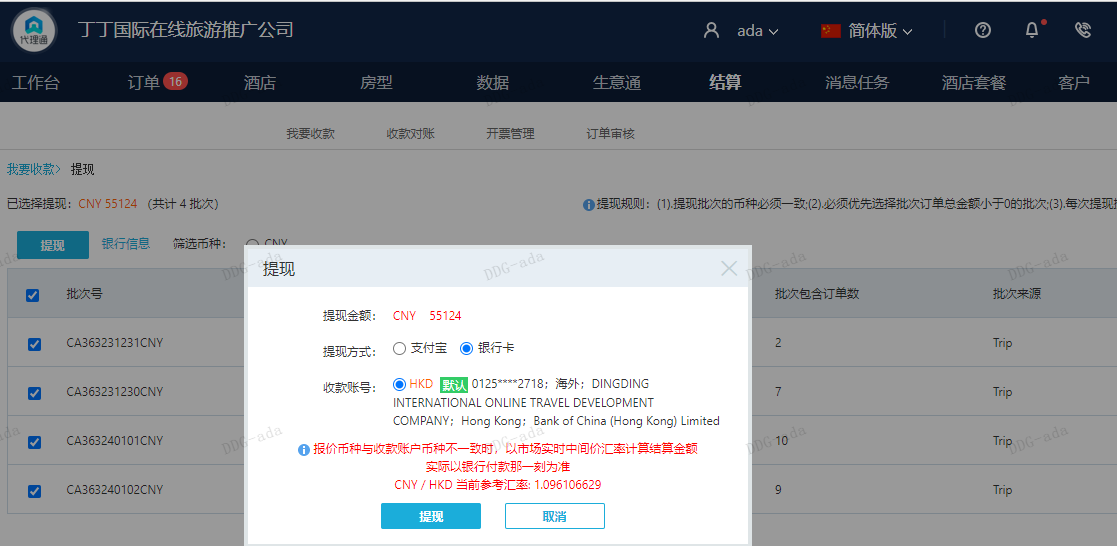 代理通
丁丁国际在线旅游推广公司
ada
简体版
工作台 订单 16 酒店 房型 数据 生意通 结算 消息任务 酒店套餐 客户
我要收款 收款对账 开票管理 订单审核
我要收款> 提现
已选择提现：CNY 55124 （共计 4 批次）
提现规则：(1).提现批次的币种必须一致;(2).必须优先选择批次订单总金额小于0的批次;(3).每次提现
提现 银行信息 筛选币种： CNY
批次号 批次包含订单数 批次来源
CA363231231CNY 2 Trip
CA363231230CNY 7 Trip
CA363240101CNY 10 Trip
CA363240102CNY 9 Trip
提现
提现金额： CNY 55124
提现方式： 支付宝 银行卡
收款账号： HKD 默认 0125****2718；海外；DINGDING
INTERNATIONAL ONLINE TRAVEL DEVELOPMENT
COMPANY；Hong Kong；Bank of China (Hong Kong) Limited
报价币种与收款账户币种不一致时，以市场实时中间价汇率计算结算金额
实际以银行付款那一刻为准
CNY / HKD 当前参考汇率: 1.096106629
提现 取消
DDG-ada